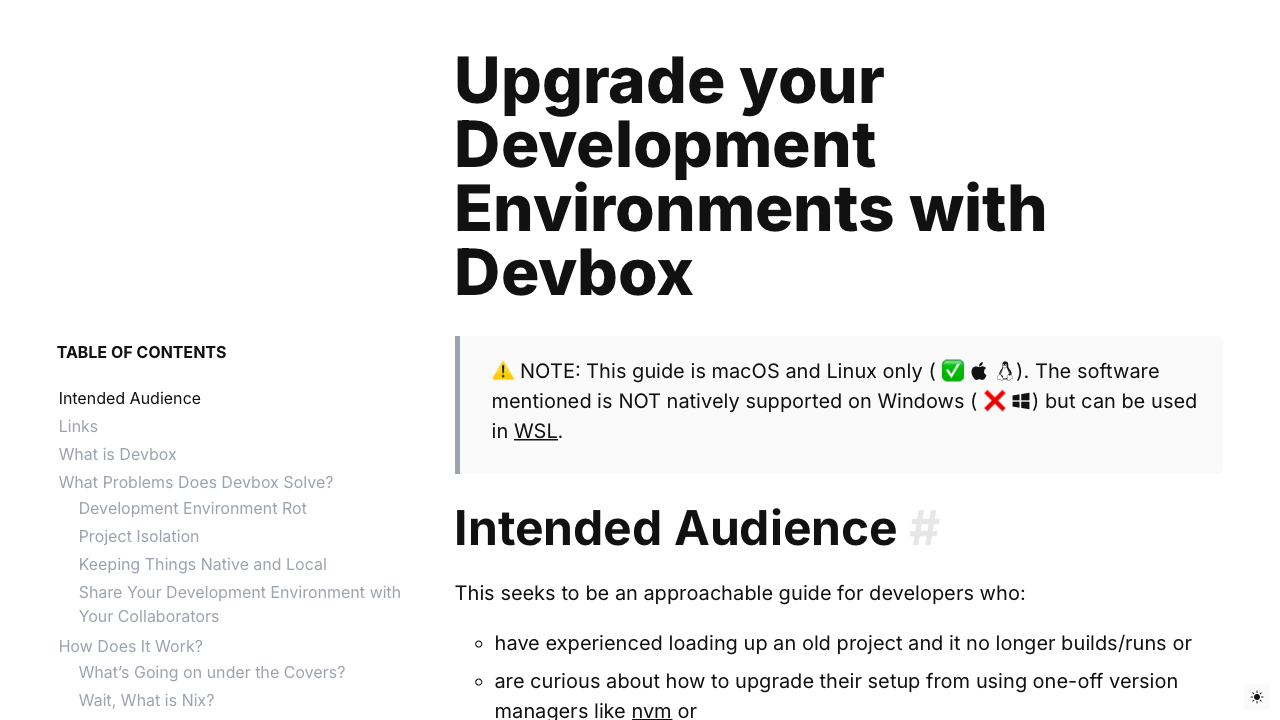 Upgrade your
Development
Environments with
Devbox
TABLE OF CONTENTS
Intended Audience
Links
What is Devbox
What Problems Does Devbox Solve?
Development Environment Rot
Project Isolation
Keeping Things Native and Local
Share Your Development Environment with
Your Collaborators
How Does It Work?
What’s Going on under the Covers?
Wait, What is Nix?
⚠️ NOTE: This guide is macOS and Linux only ( ✅ ). The software
mentioned is NOT natively supported on Windows ( ❌ ) but can be used
in WSL.
Intended Audience #
This seeks to be an approachable guide for developers who:
have experienced loading up an old project and it no longer builds/runs or
are curious about how to upgrade their setup from using one-off version
managers like nvm or